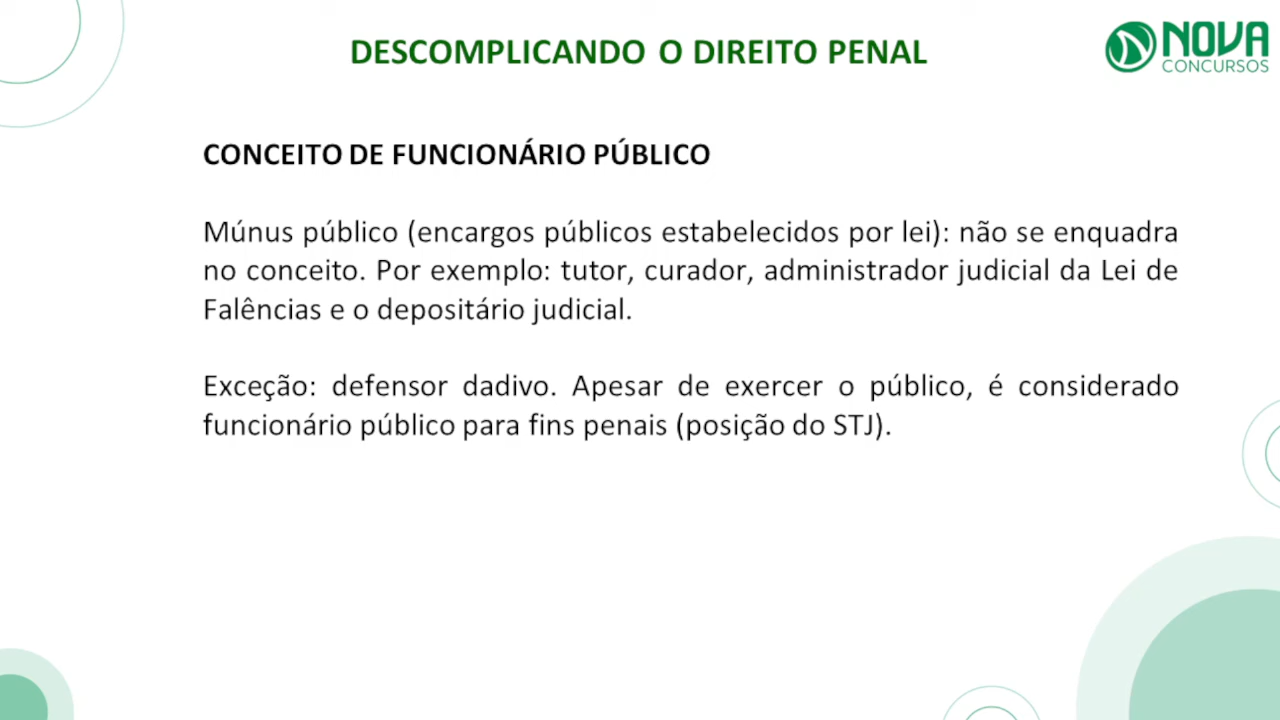 DESCOMPLICANDO O DIREITO PENAL
NOVA
CONCURSOS
CONCEITO DE FUNCIONÁRIO PÚBLICO
Múnus público (encargos públicos estabelecidos por lei): não se enquadra
no conceito. Por exemplo: tutor, curador, administrador judicial da Lei de
Falências e o depositário judicial.
Exceção: defensor dadivo. Apesar de exercer o público, é considerado
funcionário público para fins penais (posição do STJ).